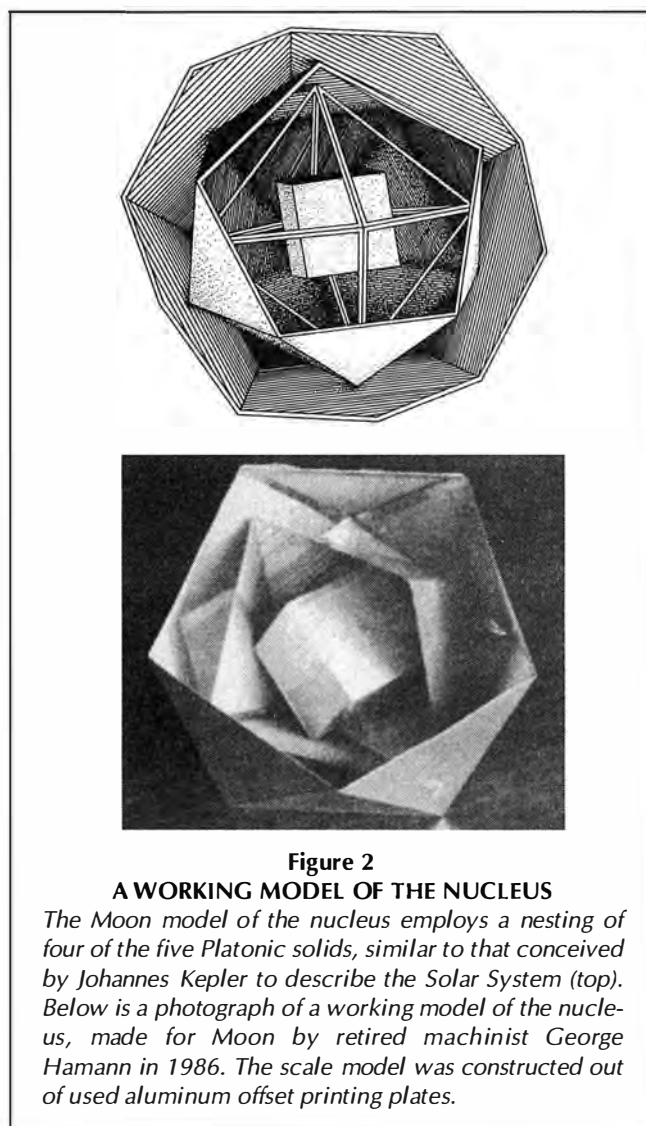 Figure 2
A WORKING MODEL OF THE NUCLEUS
The Moon model of the nucleus employs a nesting of
four of the five Platonic solids, similar to that conceived
by Johannes Kepler to describe the Solar System (top).
Below is a photograph of a working model of the nucle-
us, made for Moon by retired machinist George
Hamann in 1986. The scale model was constructed out
of used aluminum offset printing plates.